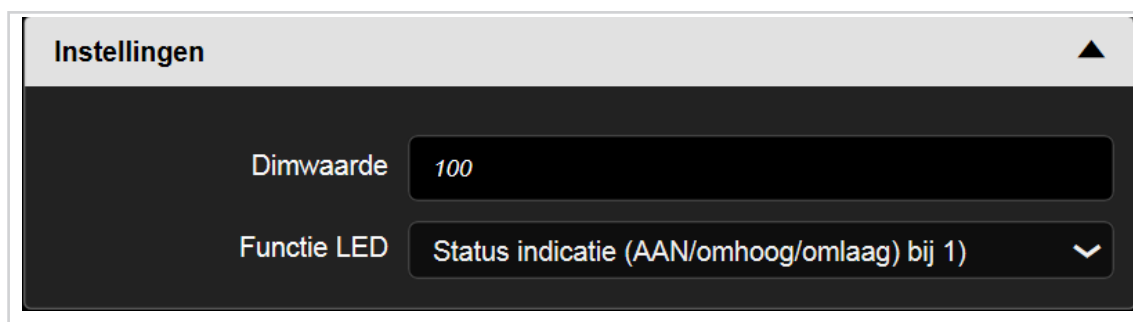 Instellingen
Dimwaarde 100
Functie LED Status indicatie (AAN/omhoog/omlaag) bij 1)